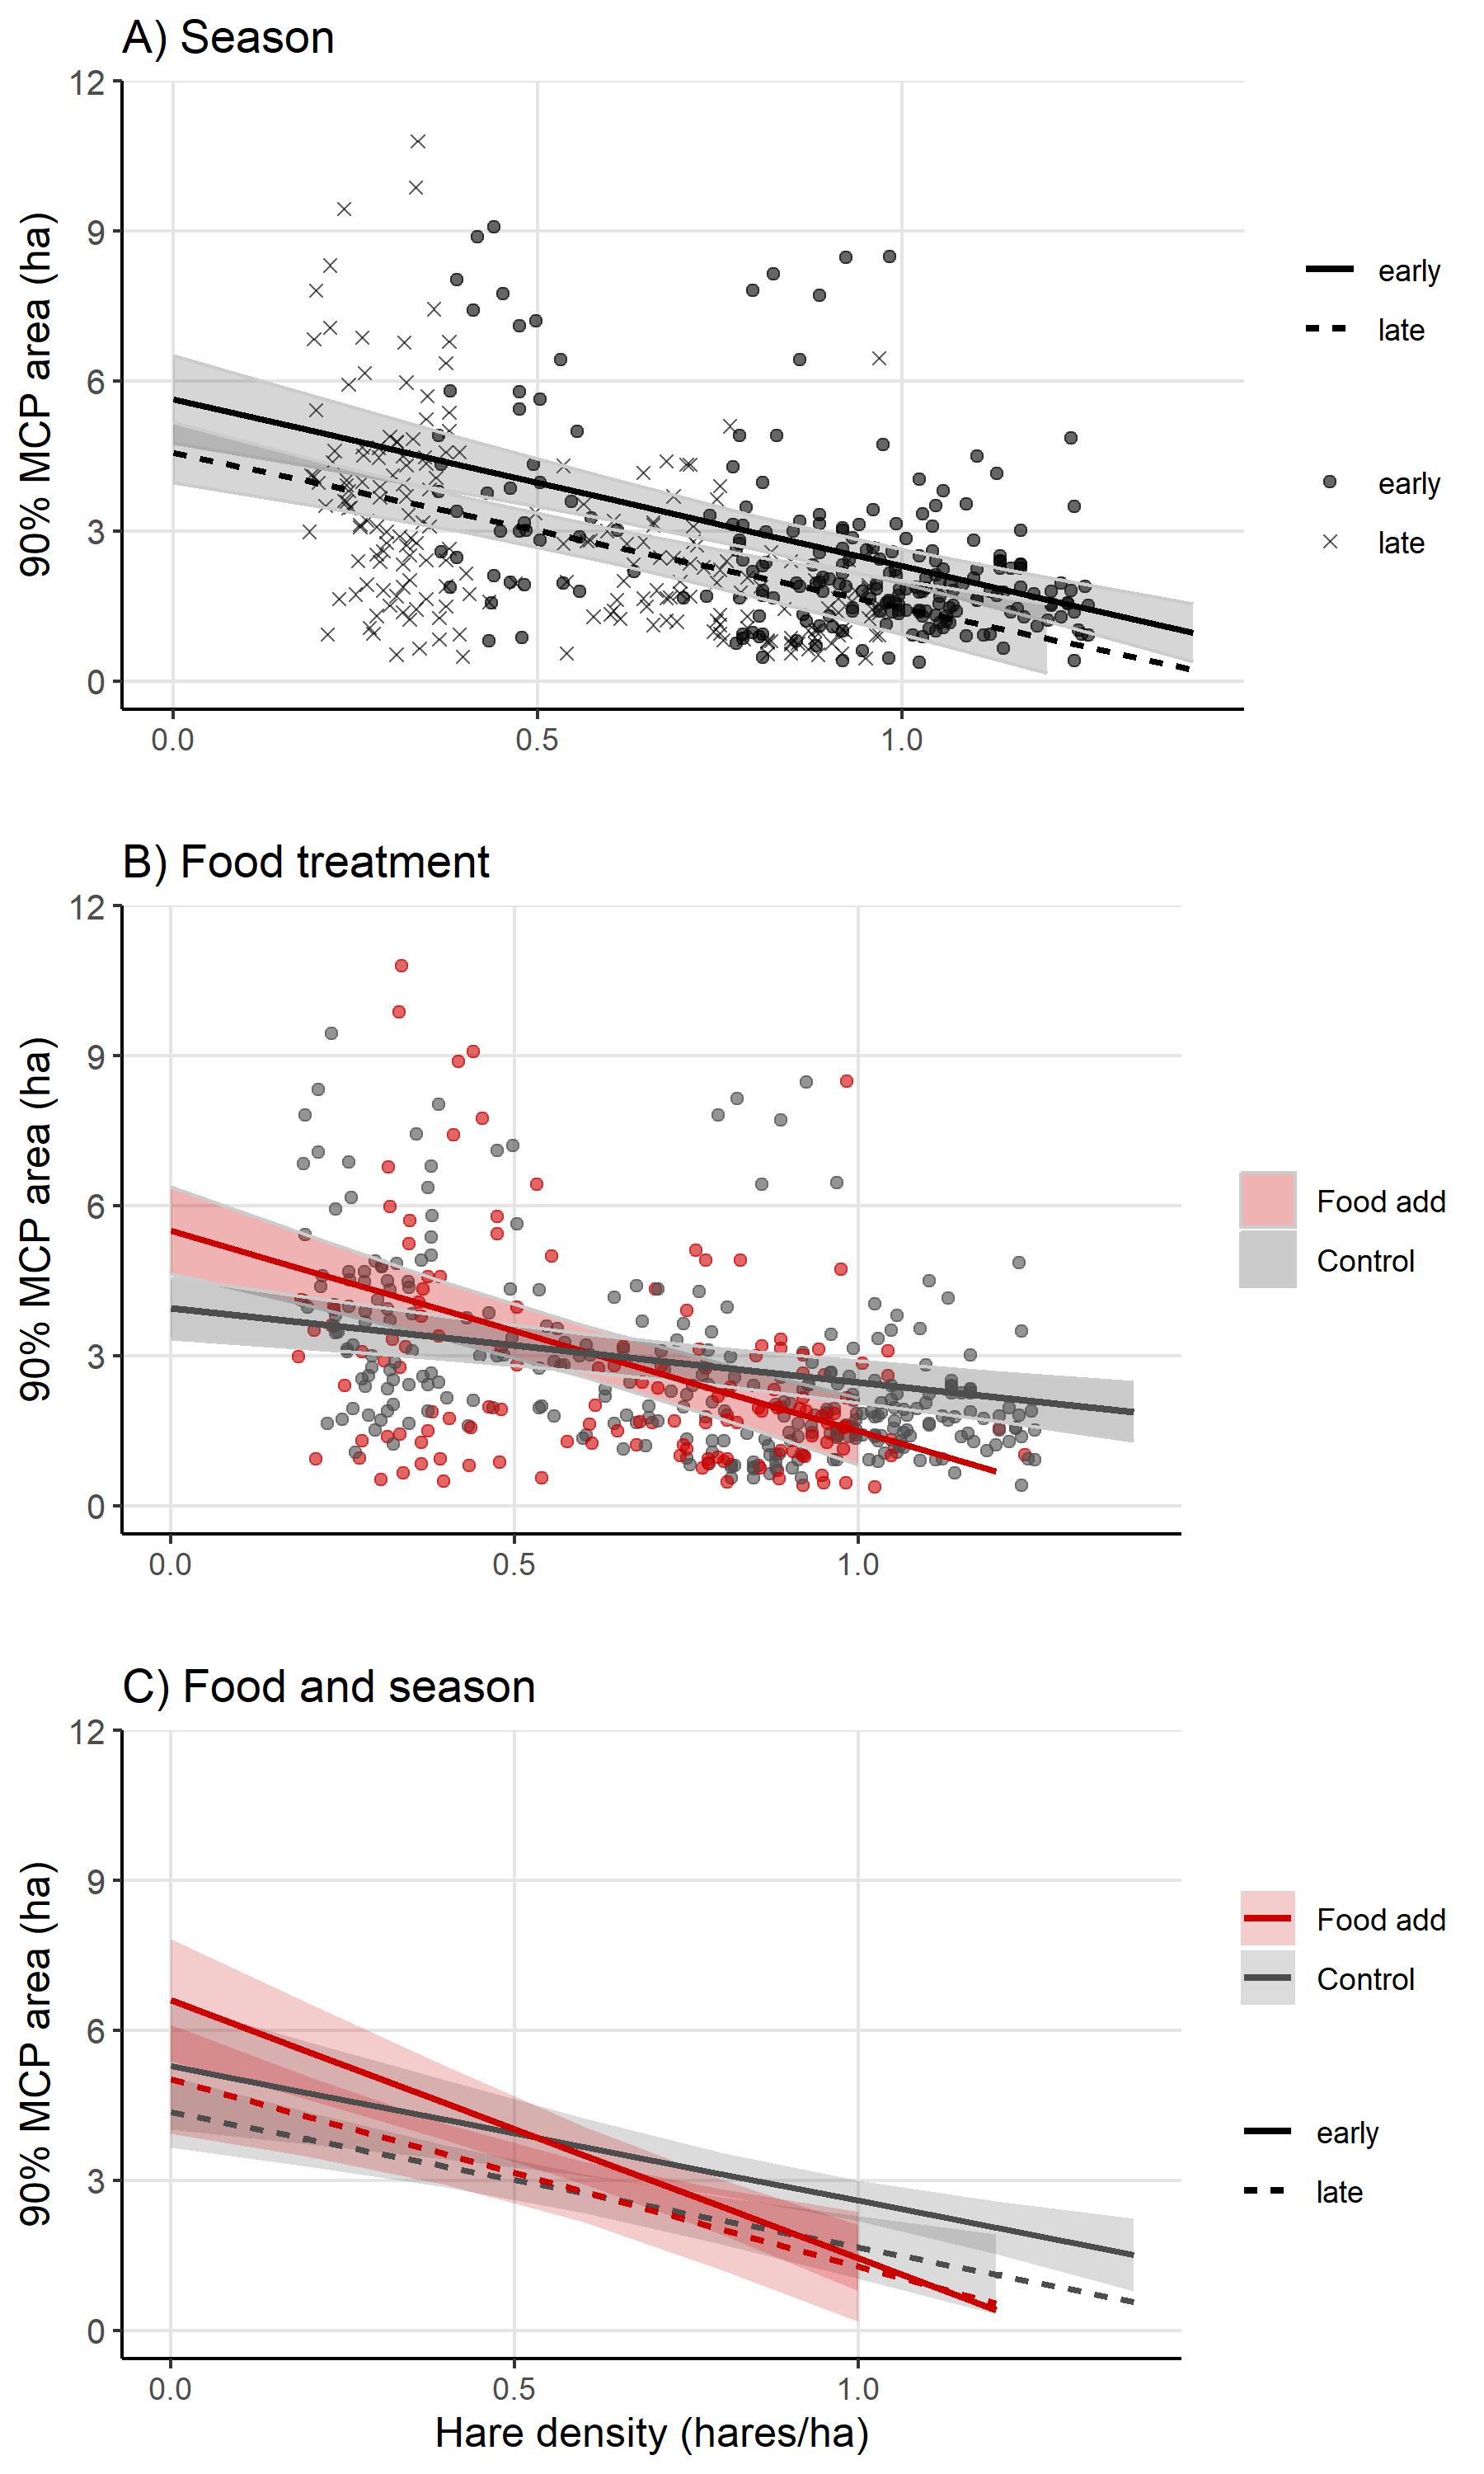 A) Season
12
9
6
3
0
90% MCP area (ha)
0.0 0.5 1.0
early
late
early
late
B) Food treatment
12
9
6
3
0
90% MCP area (ha)
0.0 0.5 1.0
Food add
Control
C) Food and season
12
9
6
3
0
90% MCP area (ha)
0.0 0.5 1.0
Hare density (hares/ha)
Food add
Control
early
late